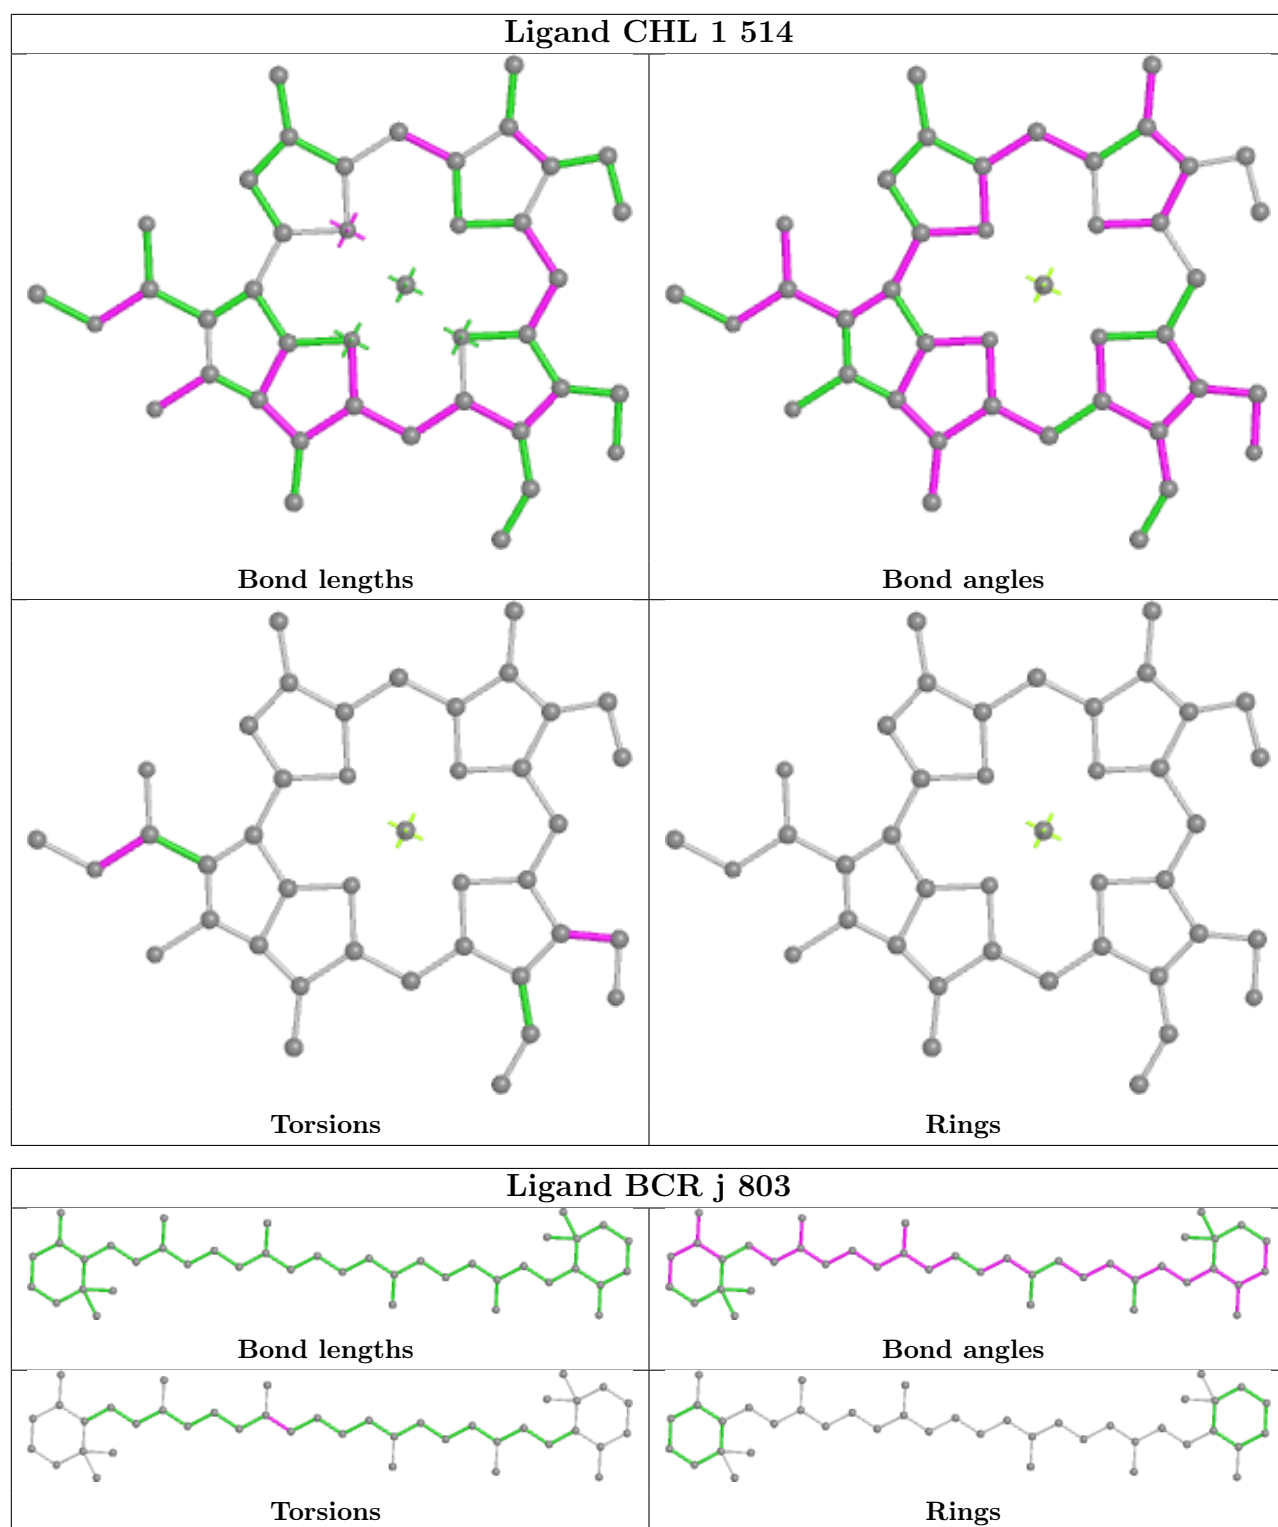 Ligand CHL 1 514
Bond lengths
Bond angles
Torsions
Rings
Ligand BCR j 803
Bond lengths
Bond angles
Torsions
Rings